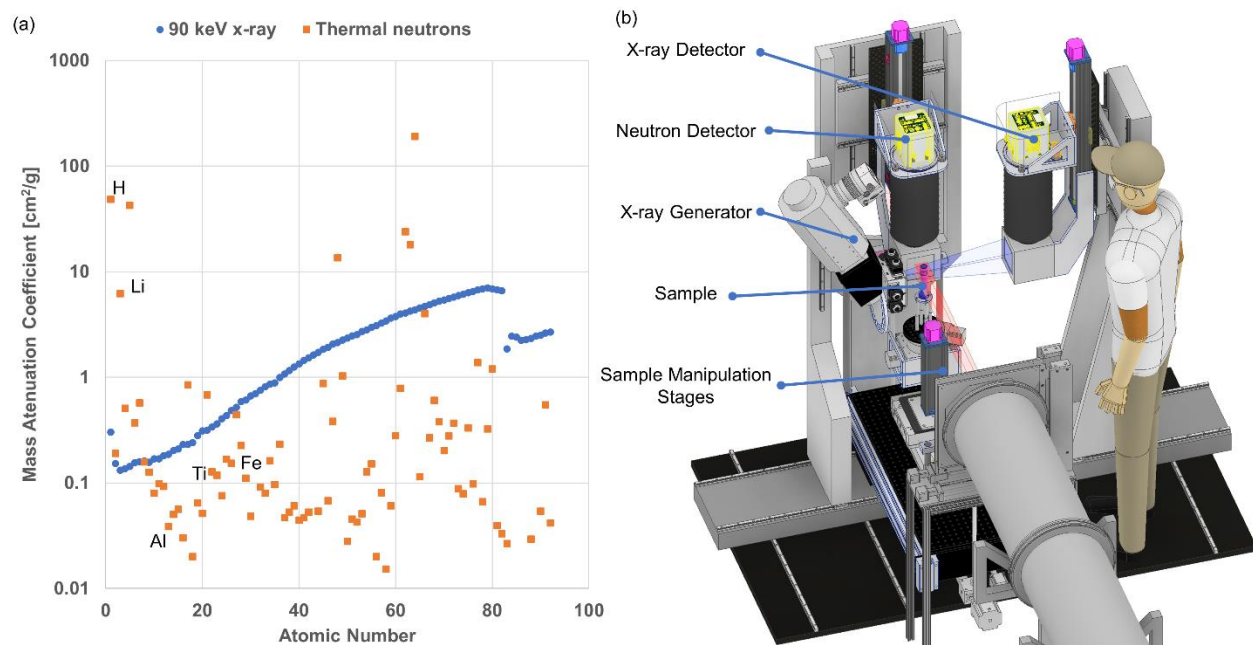 (a)
90 keV x-ray
Thermal neutrons
Mass Atenuation Coefficient [cm²/g]
1000
100
10
1
0.1
0.01
H
Li
Ti
Fe
Al
0
20
40
60
80
100
Atomic Number
(b)
X-ray Detector
Neutron Detector
X-ray Generator
Sample
Sample Manipulation
Stages